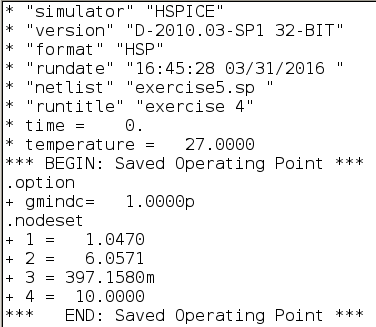 * "simulator" "HSPICE"
* "version" "D-2010.03-SP1 32-BIT"
* "format" "HSP"
* "rundate" "16:45:28 03/31/2016 "
* "netlist" "exercise5.sp "
* "runtitle" "exercise 4"
* time =    0.
* temperature =   27.0000
*** BEGIN: Saved Operating Point ***
.option
+ gmindc=   1.0000p
.nodeset
+ 1 =   1.0470
+ 2 =   6.0571
+ 3 = 397.1580m
+ 4 =  10.0000
***   END: Saved Operating Point ***